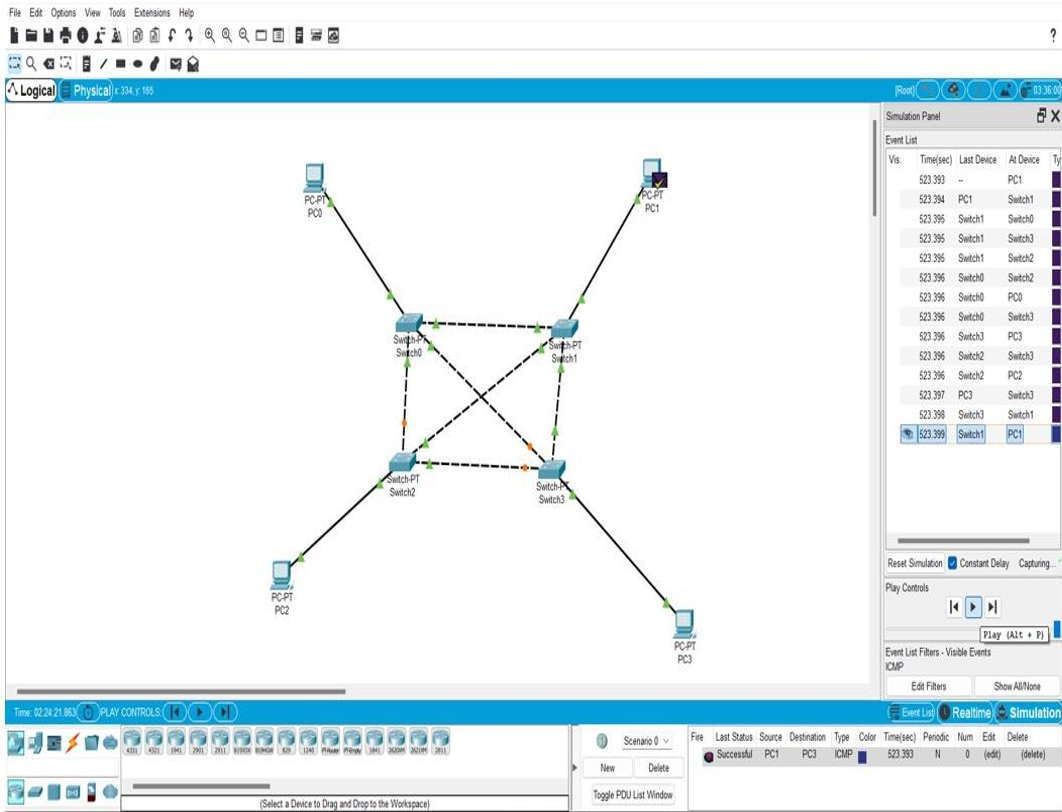 File Edit Options View Tools Extensions Help
?
Logical Physical x: 334, y: 165 [Root] 03:36:00
Simulation Panel
Event List
Vis. Time(sec) Last Device At Device Ty
523.393 -- PC1
523.394 PC1 Switch1
523.395 Switch1 Switch0
523.395 Switch1 Switch3
523.395 Switch1 Switch2
523.396 Switch0 Switch2
523.396 Switch0 PC0
523.396 Switch0 Switch3
523.396 Switch3 PC3
523.396 Switch2 Switch3
523.396 Switch2 PC2
523.397 PC3 Switch3
523.398 Switch3 Switch1
523.399 Switch1 PC1
PC-PT
PC0
PC-PT
PC1
Switch-PT
Switch0
Switch-PT
Switch1
Switch-PT
Switch2
Switch-PT
Switch3
PC-PT
PC2
PC-PT
PC3
Reset Simulation Constant Delay Capturing...
Play Controls
Play (Alt + P)
Event List Filters - Visible Events
ICMP
Edit Filters Show All/None
Time: 02:24:21.863 PLAY CONTROLS: Event List Realtime Simulation
4331 4321 1941 2901 2911 819IOX 819HGW 829 1240 PT-Router PT-Empty 1841 2620XM 2621XM 2811
(Select a Device to Drag and Drop to the Workspace)
Scenario 0
New Delete
Toggle PDU List Window
Fire Last Status Source Destination Type Color Time(sec) Periodic Num Edit Delete
Successful PC1 PC3 ICMP 523.393 N 0 (edit) (delete)